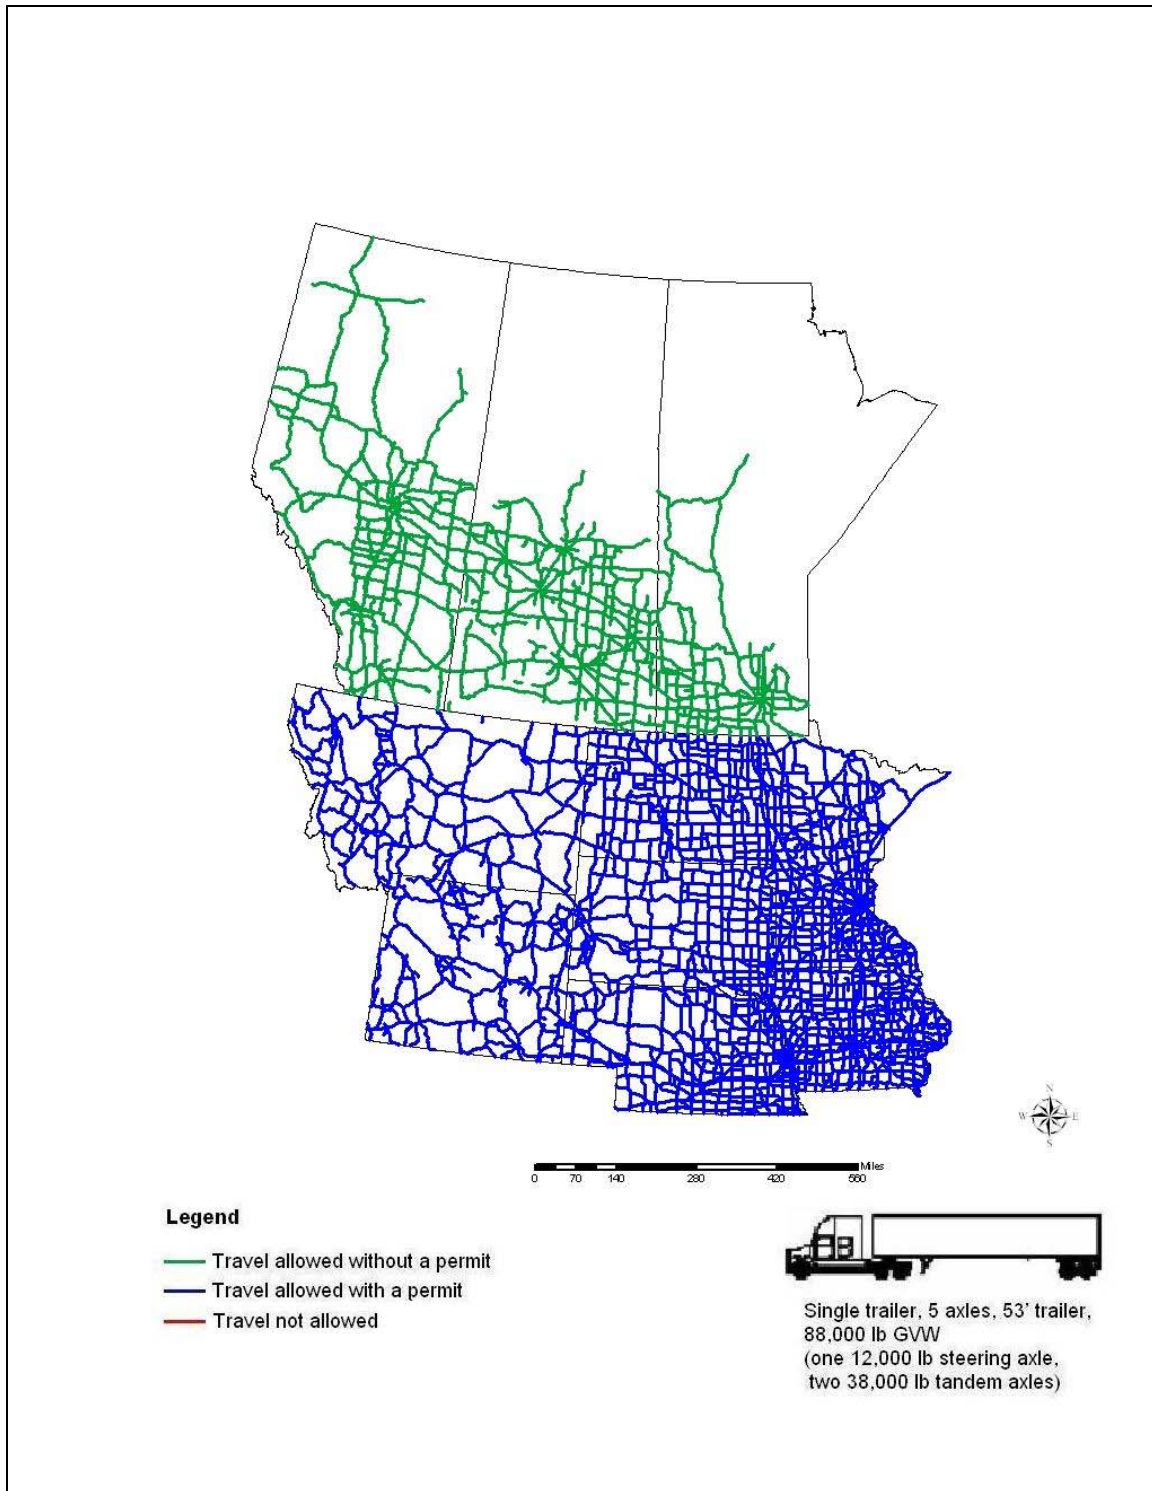 N
W E
S
Miles
0 70 140 280 420 560
Legend
Travel allowed without a permit
Travel allowed with a permit
Travel not allowed
Single trailer, 5 axles, 53' trailer,
88,000 lb GVW
(one 12,000 lb steering axle,
two 38,000 lb tandem axles)